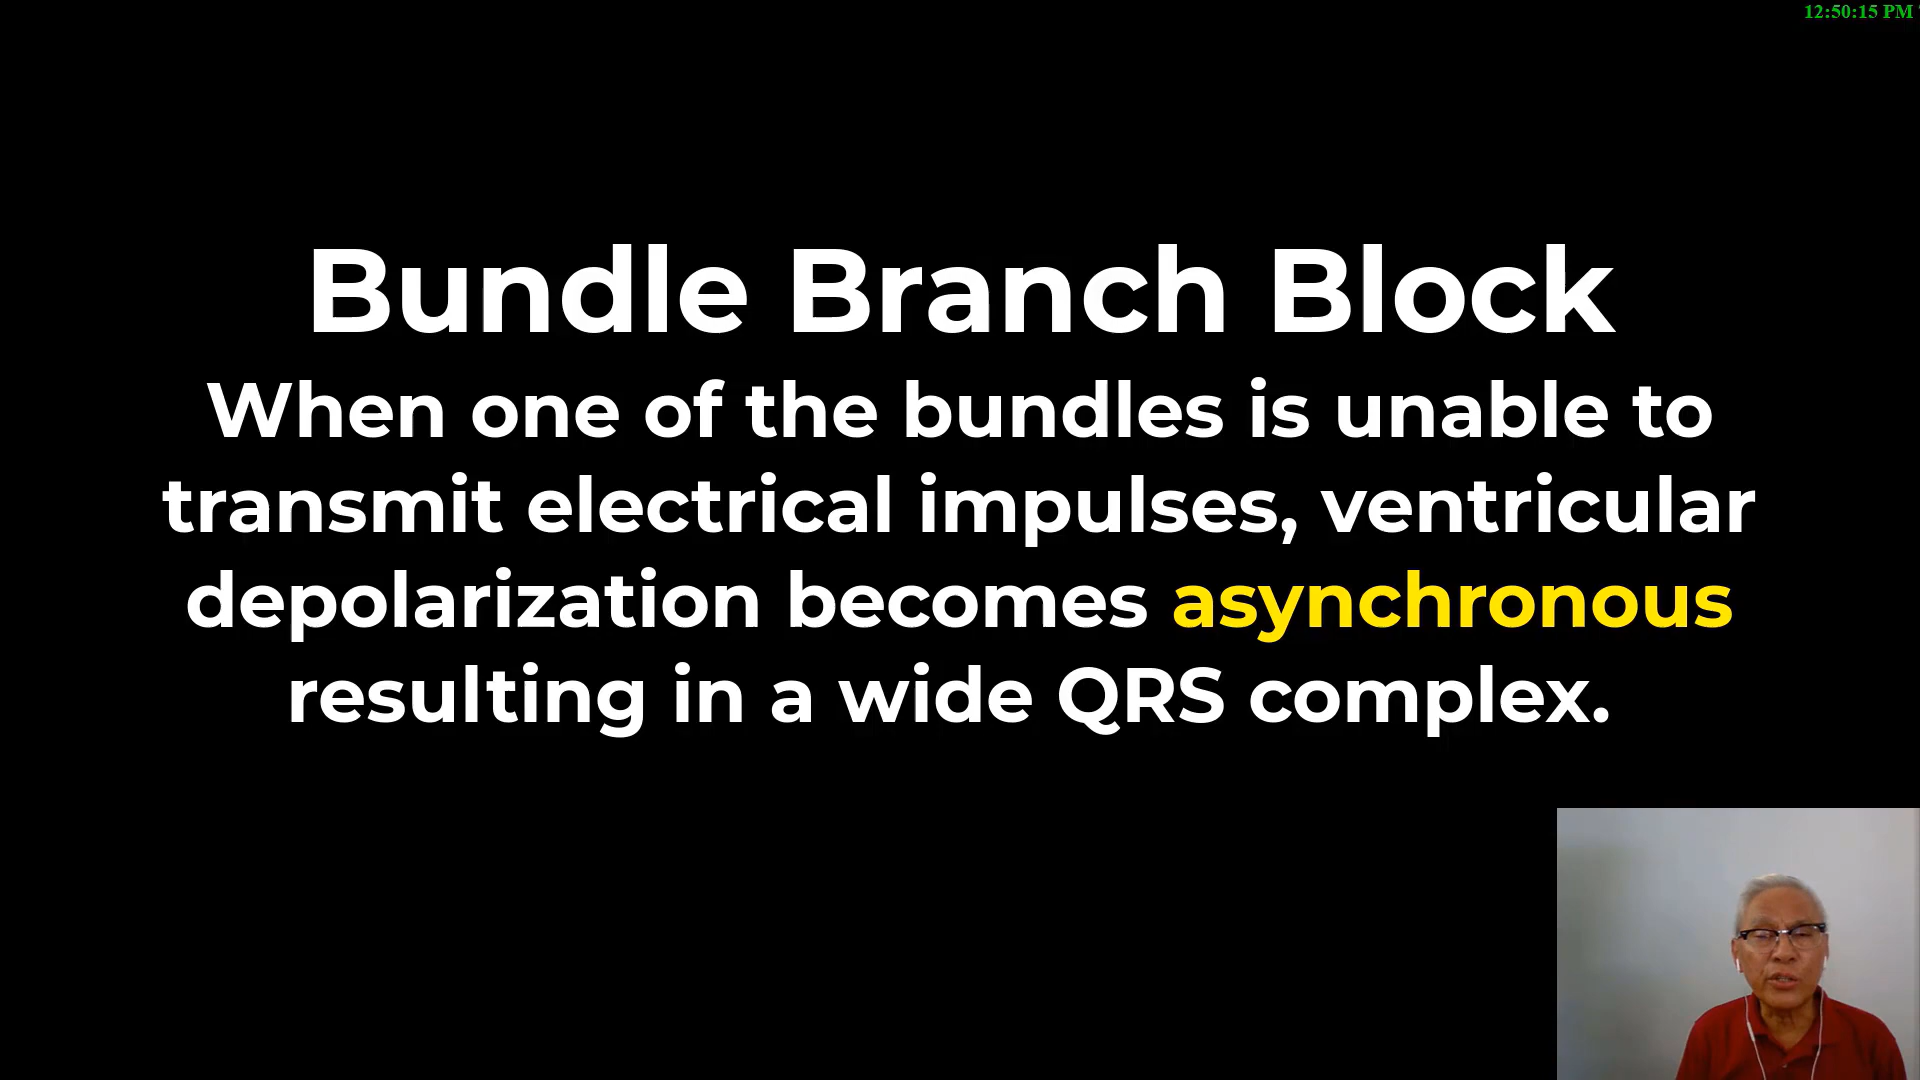 12:50:15 PM
Bundle Branch Block
When one of the bundles is unable to
transmit electrical impulses, ventricular
depolarization becomes asynchronous
resulting in a wide QRS complex.